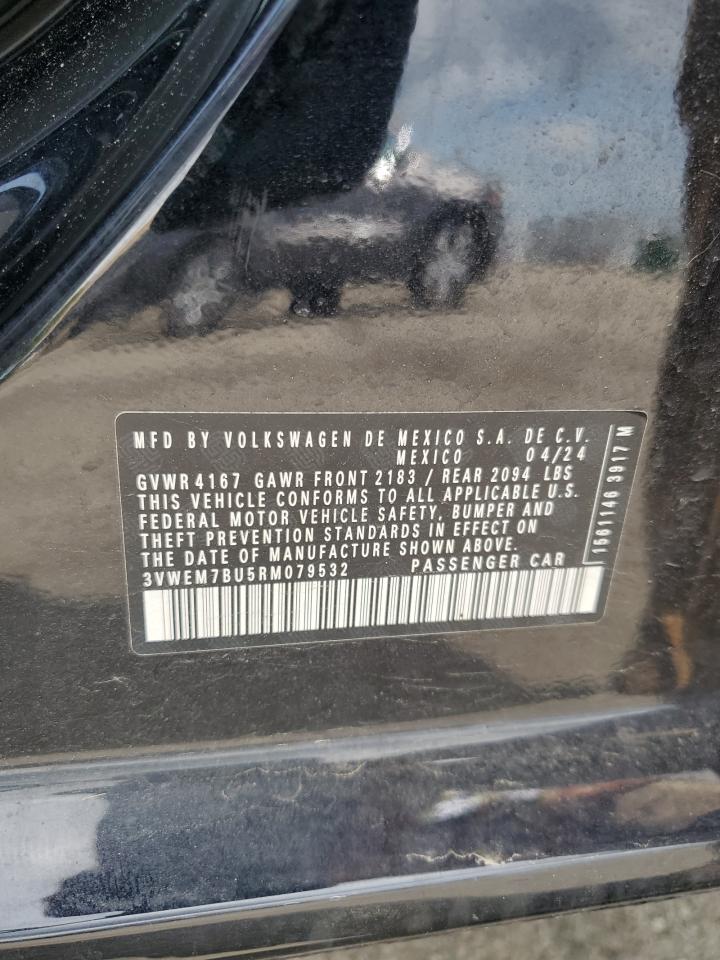 MFD BY VOLKSWAGEN DE MEXICO S.A. DE C.V.
MEXICO 04/24
GVWR 4167 GAWR FRONT 2183 / REAR 2094 LBS
THIS VEHICLE CONFORMS TO ALL APPLICABLE U.S.
FEDERAL MOTOR VEHICLE SAFETY, BUMPER AND
THEFT PREVENTION STANDARDS IN EFFECT ON
THE DATE OF MANUFACTURE SHOWN ABOVE.
3VWEM7BU5RM079532 PASSENGER CAR
1561146 3917 M